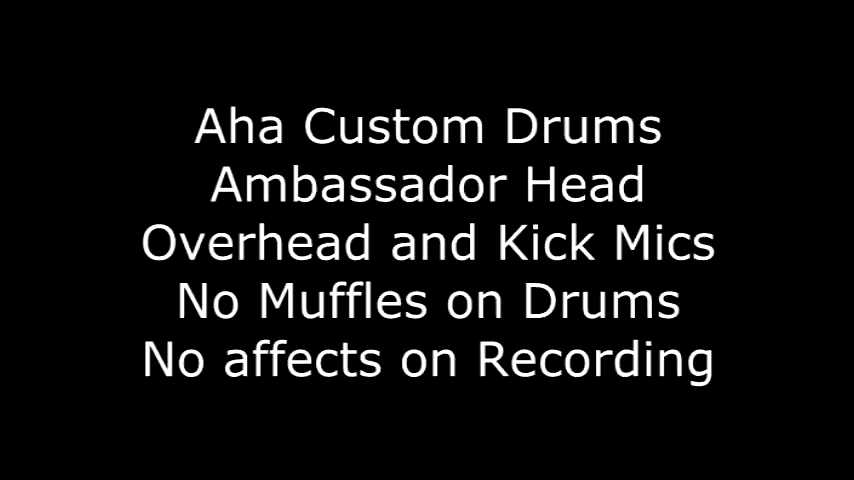 Aha Custom Drums
Ambassador Head
Overhead and Kick Mics
No Muffles on Drums
No affects on Recording